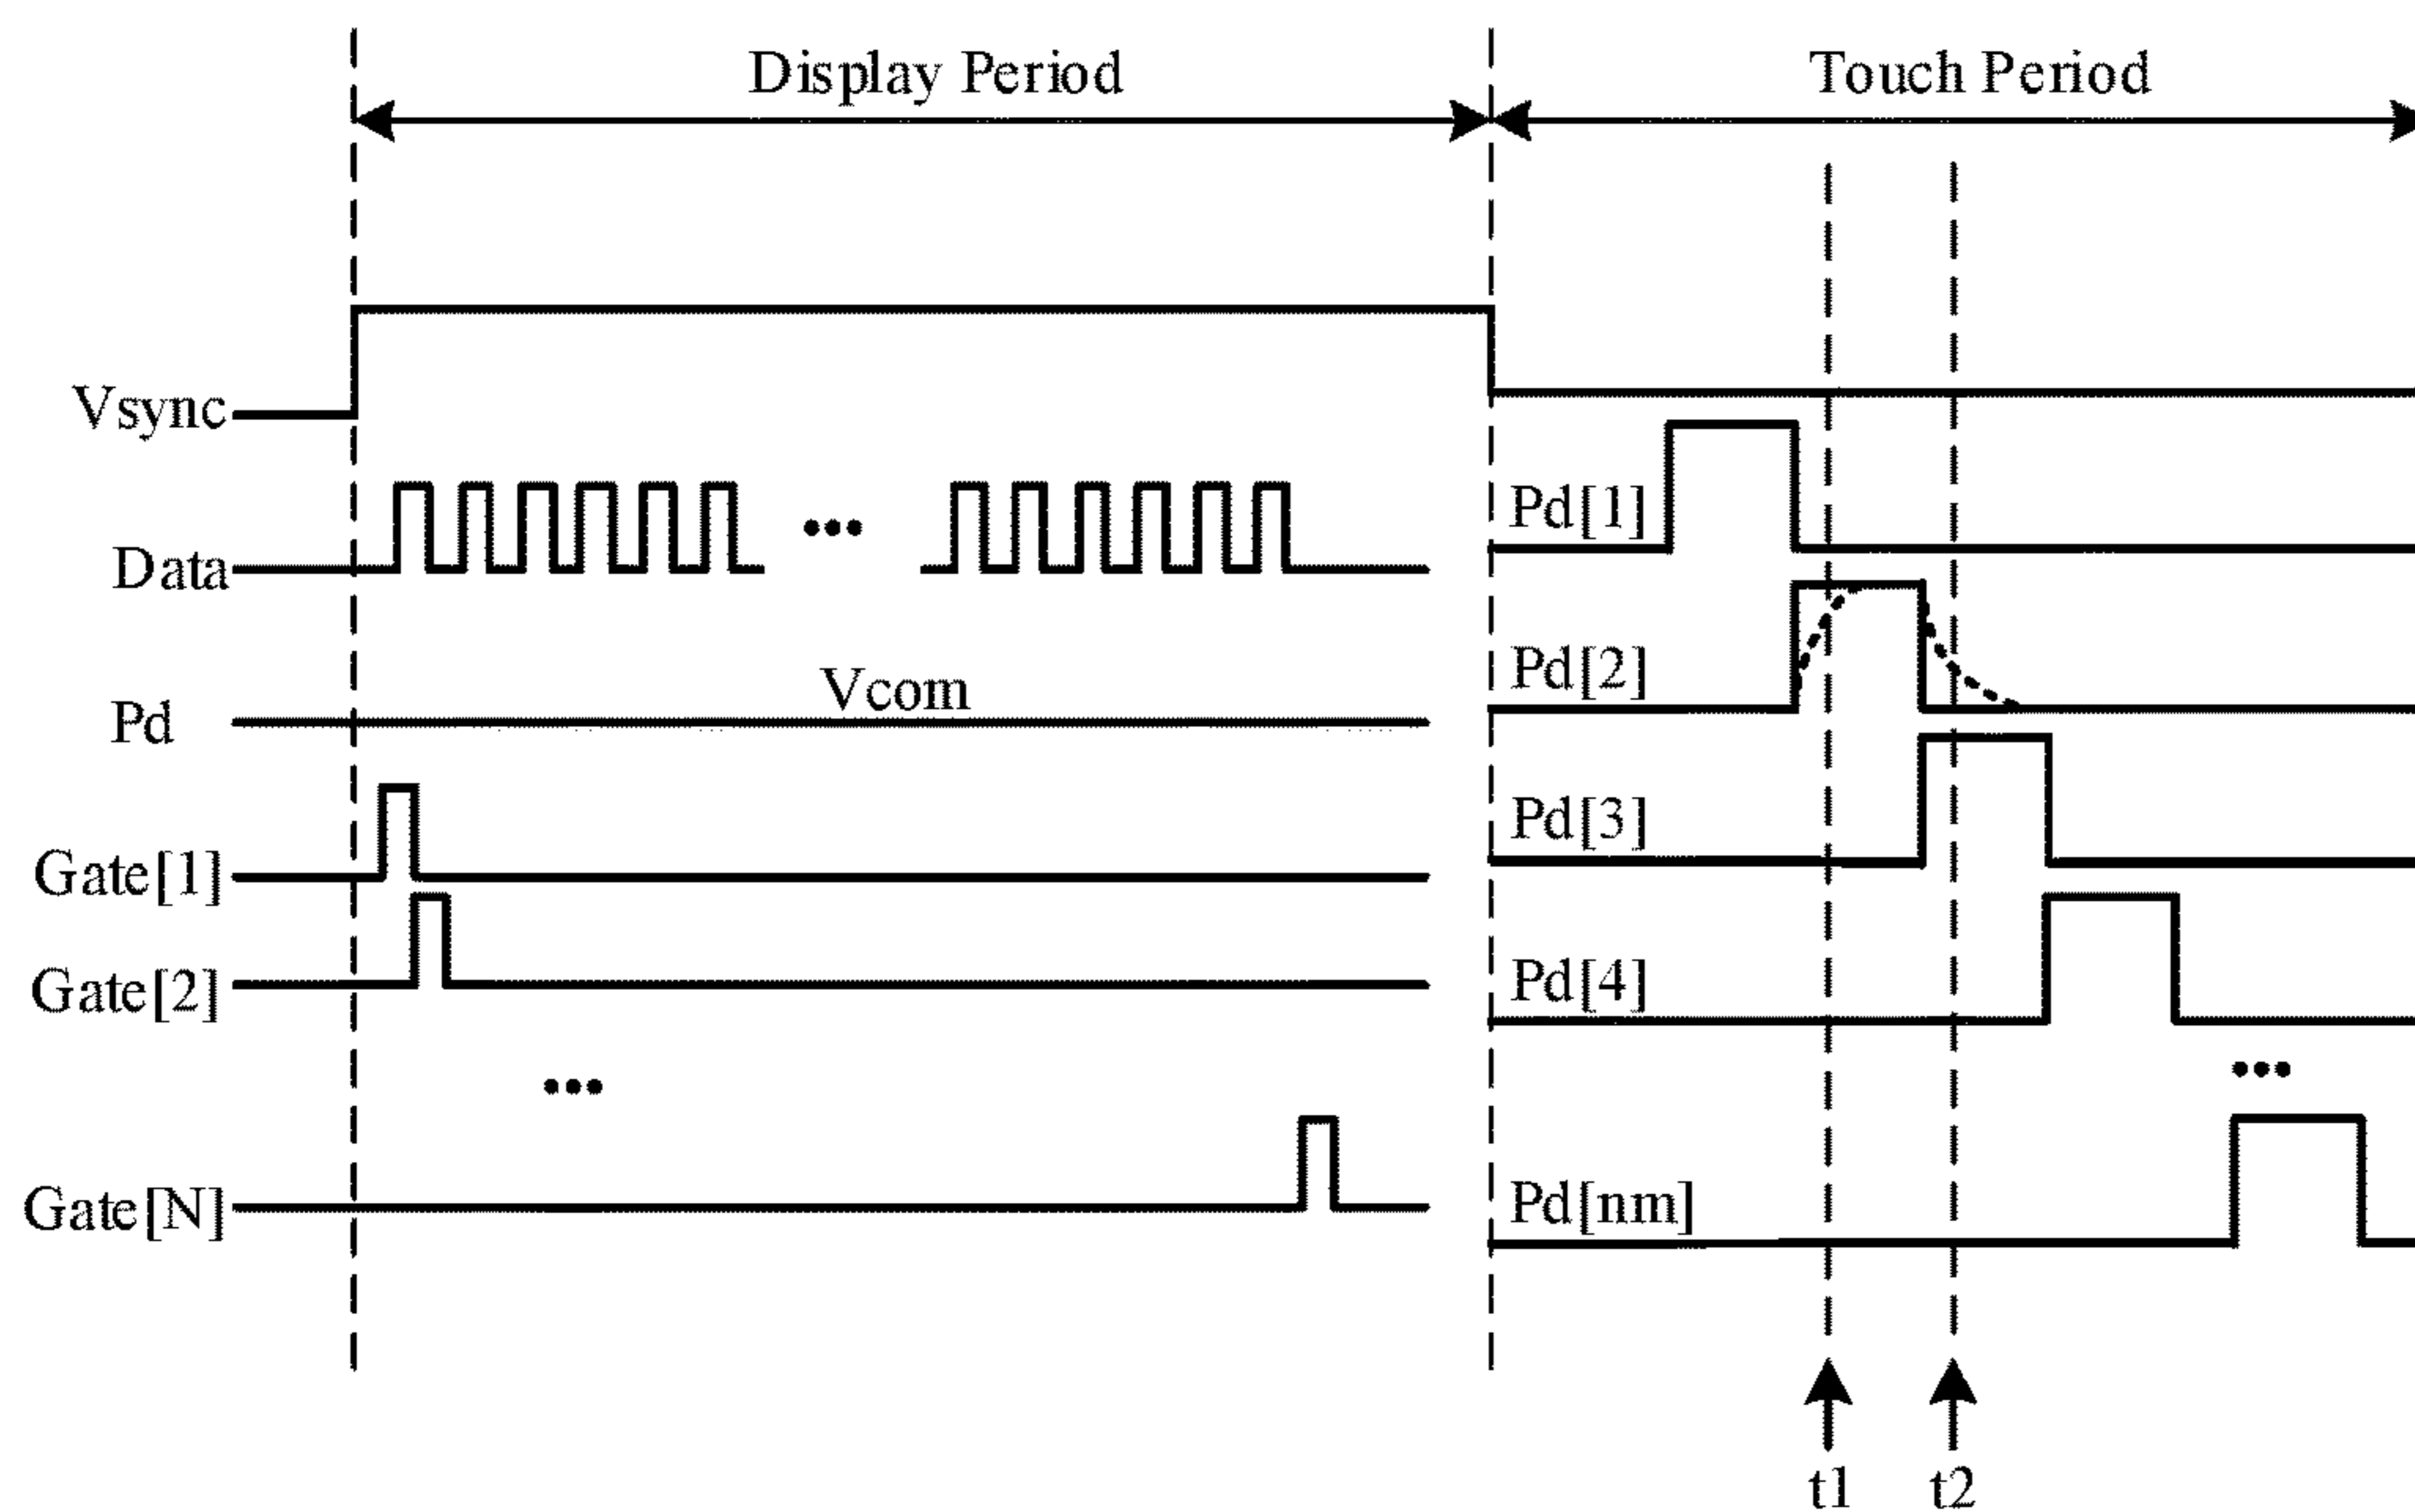 Display Period
Touch Period
Vsync
Data
Pd
Vcom
Gate[1]
Gate[2]
Gate[N]
Pd[1]
Pd[2]
Pd[3]
Pd[4]
Pd[nm]
t1
t2